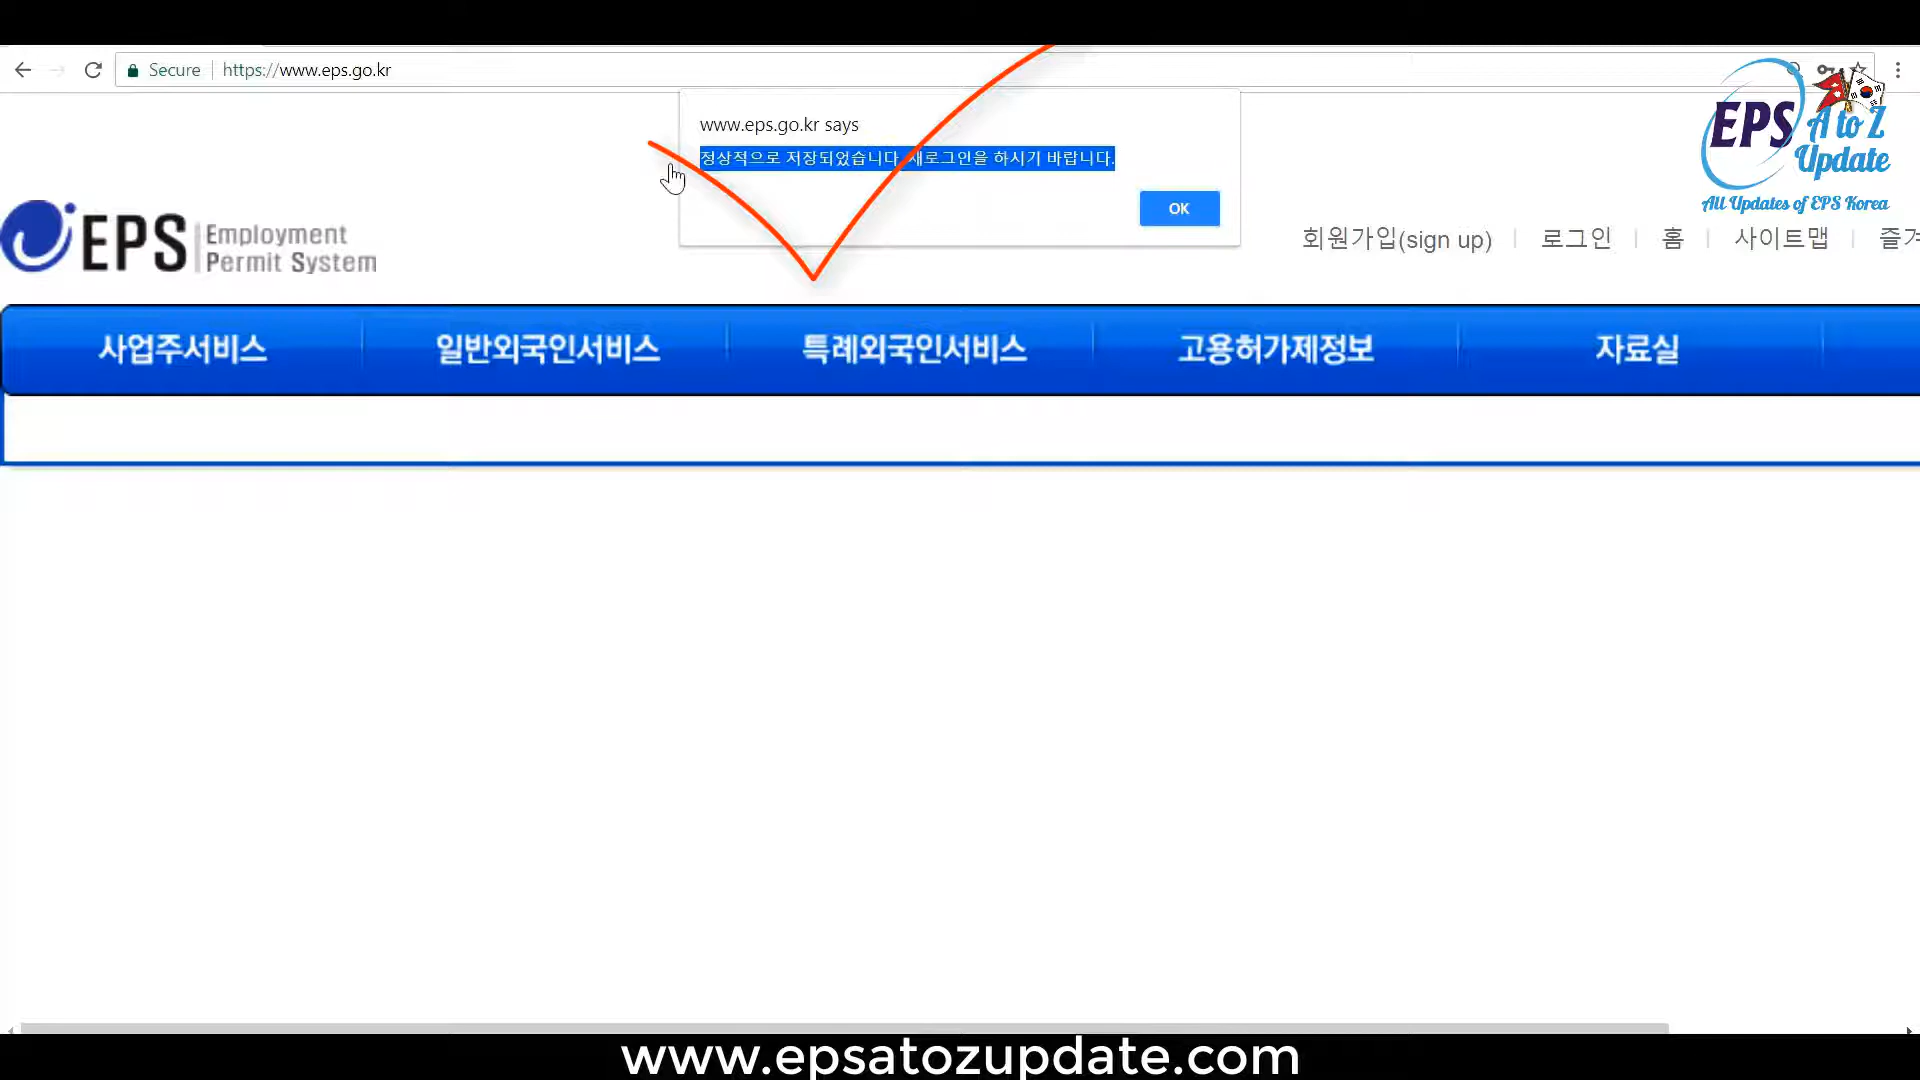 Secure https://www.eps.go.kr
www.eps.go.kr says
정상적으로 저장되었습니다. 새로그인을 하시기 바랍니다.
OK
EPS A to Z
Update
All Updates of EPS Korea
EPS Employment
Permit System
회원가입(sign up) 로그인 홈 사이트맵
사업주서비스 일반외국인서비스 특례외국인서비스 고용허가제정보 자료실
www.epsatozupdate.com